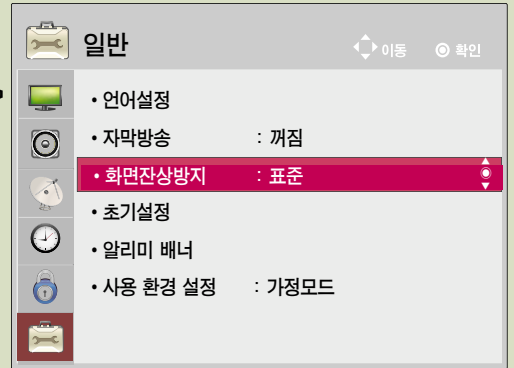 일반
이동 확인
• 언어설정
• 자막방송 : 꺼짐
• 화면잔상방지 : 표준
• 초기설정
• 알리미 배너
• 사용 환경 설정 : 가정모드